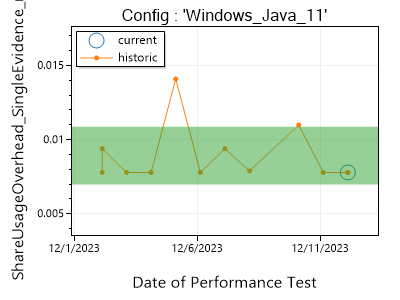 Config : 'Windows_Java_11'
current
historic
0.015
0.01
0.005
12/1/2023
12/6/2023
12/11/2023
Date of Performance Test
ShareUsageOverhead_SingleEvidence_